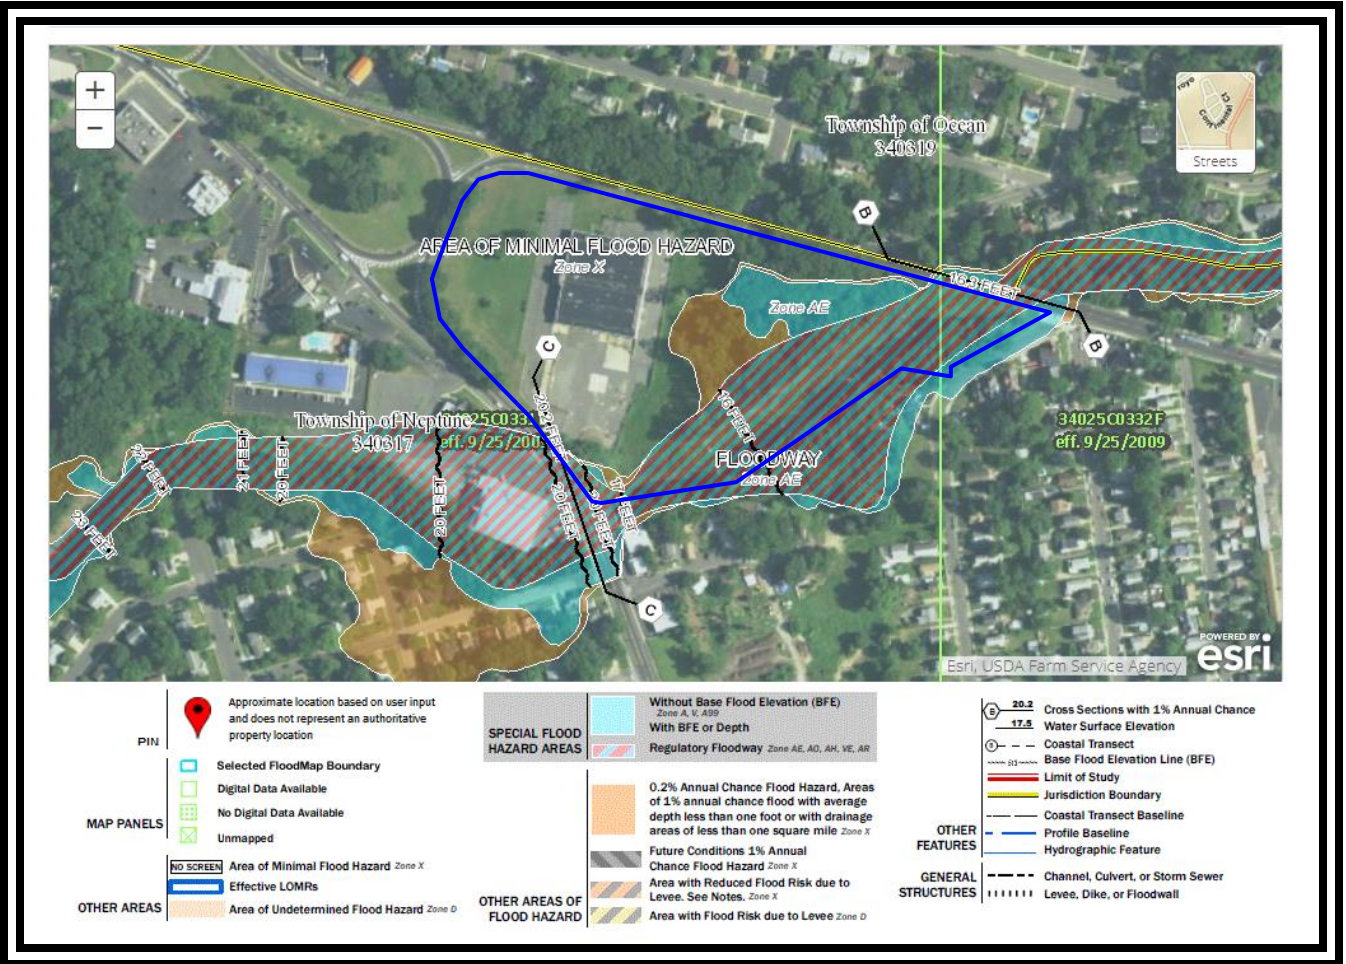 +
−
Township of Ocean
340319
Streets
B
AREA OF MINIMAL FLOOD HAZARD
Zone X
16.3 FEET
Zone AE
B
C
20.2 FEET
16 FEET
Township of Neptune
340317
eff. 9/25/200
34025C0332F
eff. 9/25/2009
FLOODWAY
Zone AE
22 FEET
21 FEET
20 FEET
20 FEET
20 FEET
17 FEET
23 FEET
C
POWERED BY
esri
Esri, USDA Farm Service Agency
PIN
Approximate location based on user input
and does not represent an authoritative
property location
MAP PANELS
Selected FloodMap Boundary
Digital Data Available
No Digital Data Available
Unmapped
OTHER AREAS
NO SCREEN Area of Minimal Flood Hazard Zone X
Effective LOMRs
Area of Undetermined Flood Hazard Zone D
SPECIAL FLOOD
HAZARD AREAS
Without Base Flood Elevation (BFE)
Zone A, V, A99
With BFE or Depth
Regulatory Floodway Zone AE, AO, AH, VE, AR
OTHER AREAS OF
FLOOD HAZARD
0.2% Annual Chance Flood Hazard, Areas
of 1% annual chance flood with average
depth less than one foot or with drainage
areas of less than one square mile Zone X
Future Conditions 1% Annual
Chance Flood Hazard Zone X
Area with Reduced Flood Risk due to
Levee. See Notes. Zone X
Area with Flood Risk due to Levee Zone D
OTHER
FEATURES
B 20.2 Cross Sections with 1% Annual Chance
17.5 Water Surface Elevation
Coastal Transect
Base Flood Elevation Line (BFE)
Limit of Study
Jurisdiction Boundary
Coastal Transect Baseline
Profile Baseline
Hydrographic Feature
GENERAL
STRUCTURES
Channel, Culvert, or Storm Sewer
Levee, Dike, or Floodwall